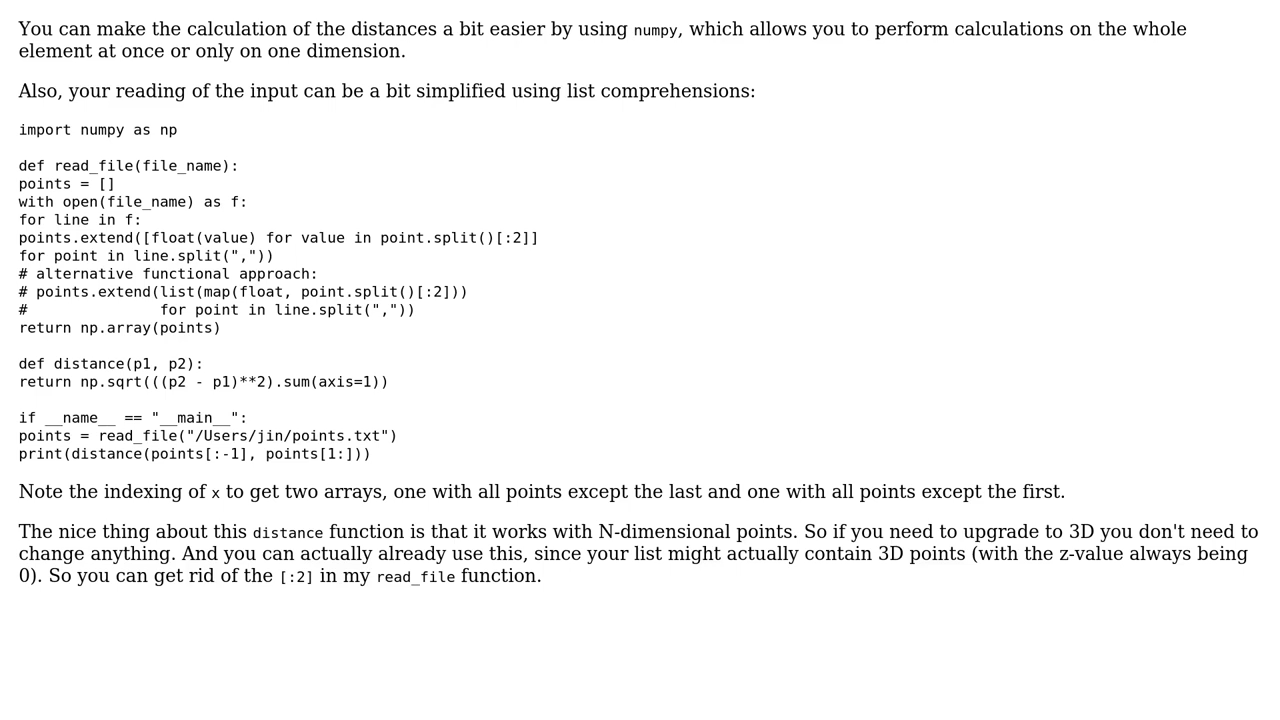 You can make the calculation of the distances a bit easier by using numpy, which allows you to perform calculations on the whole
element at once or only on one dimension.
Also, your reading of the input can be a bit simplified using list comprehensions:
import numpy as np
def read_file(file_name):
points = []
with open(file_name) as f:
for line in f:
points.extend([float(value) for value in point.split()[:2]]
for point in line.split(","))
# alternative functional approach:
# points.extend(list(map(float, point.split()[:2]))
#               for point in line.split(","))
return np.array(points)
def distance(p1, p2):
return np.sqrt(((p2 - p1)**2).sum(axis=1))
if __name__ == "__main__":
points = read_file("/Users/jin/points.txt")
print(distance(points[:-1], points[1:]))
Note the indexing of x to get two arrays, one with all points except the last and one with all points except the first.
The nice thing about this distance function is that it works with N-dimensional points. So if you need to upgrade to 3D you don't need to
change anything. And you can actually already use this, since your list might actually contain 3D points (with the z-value always being
0). So you can get rid of the [:2] in my read_file function.